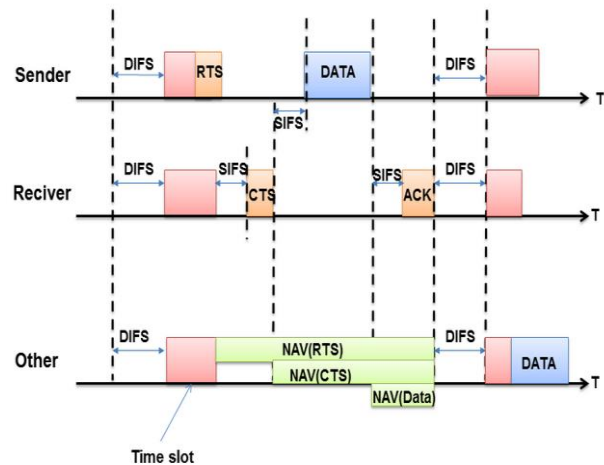 DIFS
RTS
DATA
DIFS
Sender
T
SIFS
DIFS
SIFS
SIFS
DIFS
Reciver
CTS
ACK
T
DIFS
DIFS
NAV(RTS)
Other
NAV(CTS)
DATA
T
NAV(Data)
Time slot